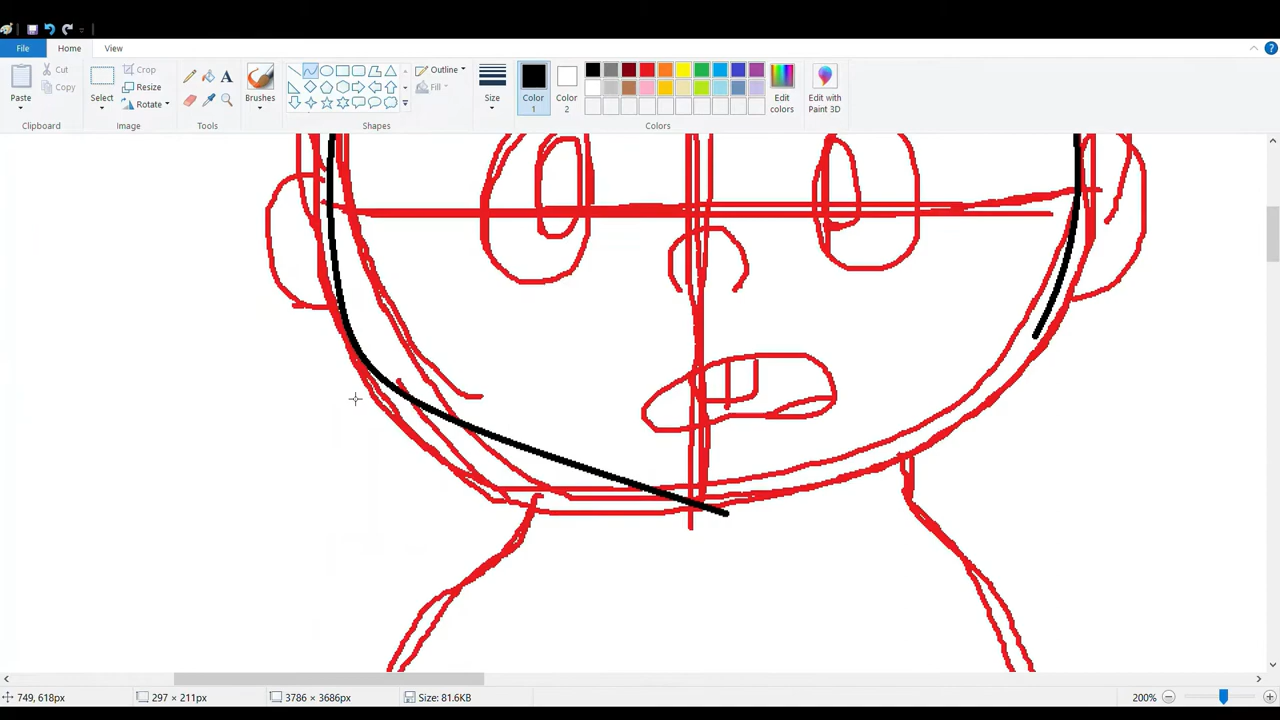 File Home View
Paste Cut Copy Select Crop Resize Rotate Brushes Outline Fill Size Color 1 Color 2 Edit colors Edit with Paint 3D
Clipboard Image Tools Shapes Colors
749, 618px 297 × 211px 3786 × 3686px Size: 81.6KB 200%